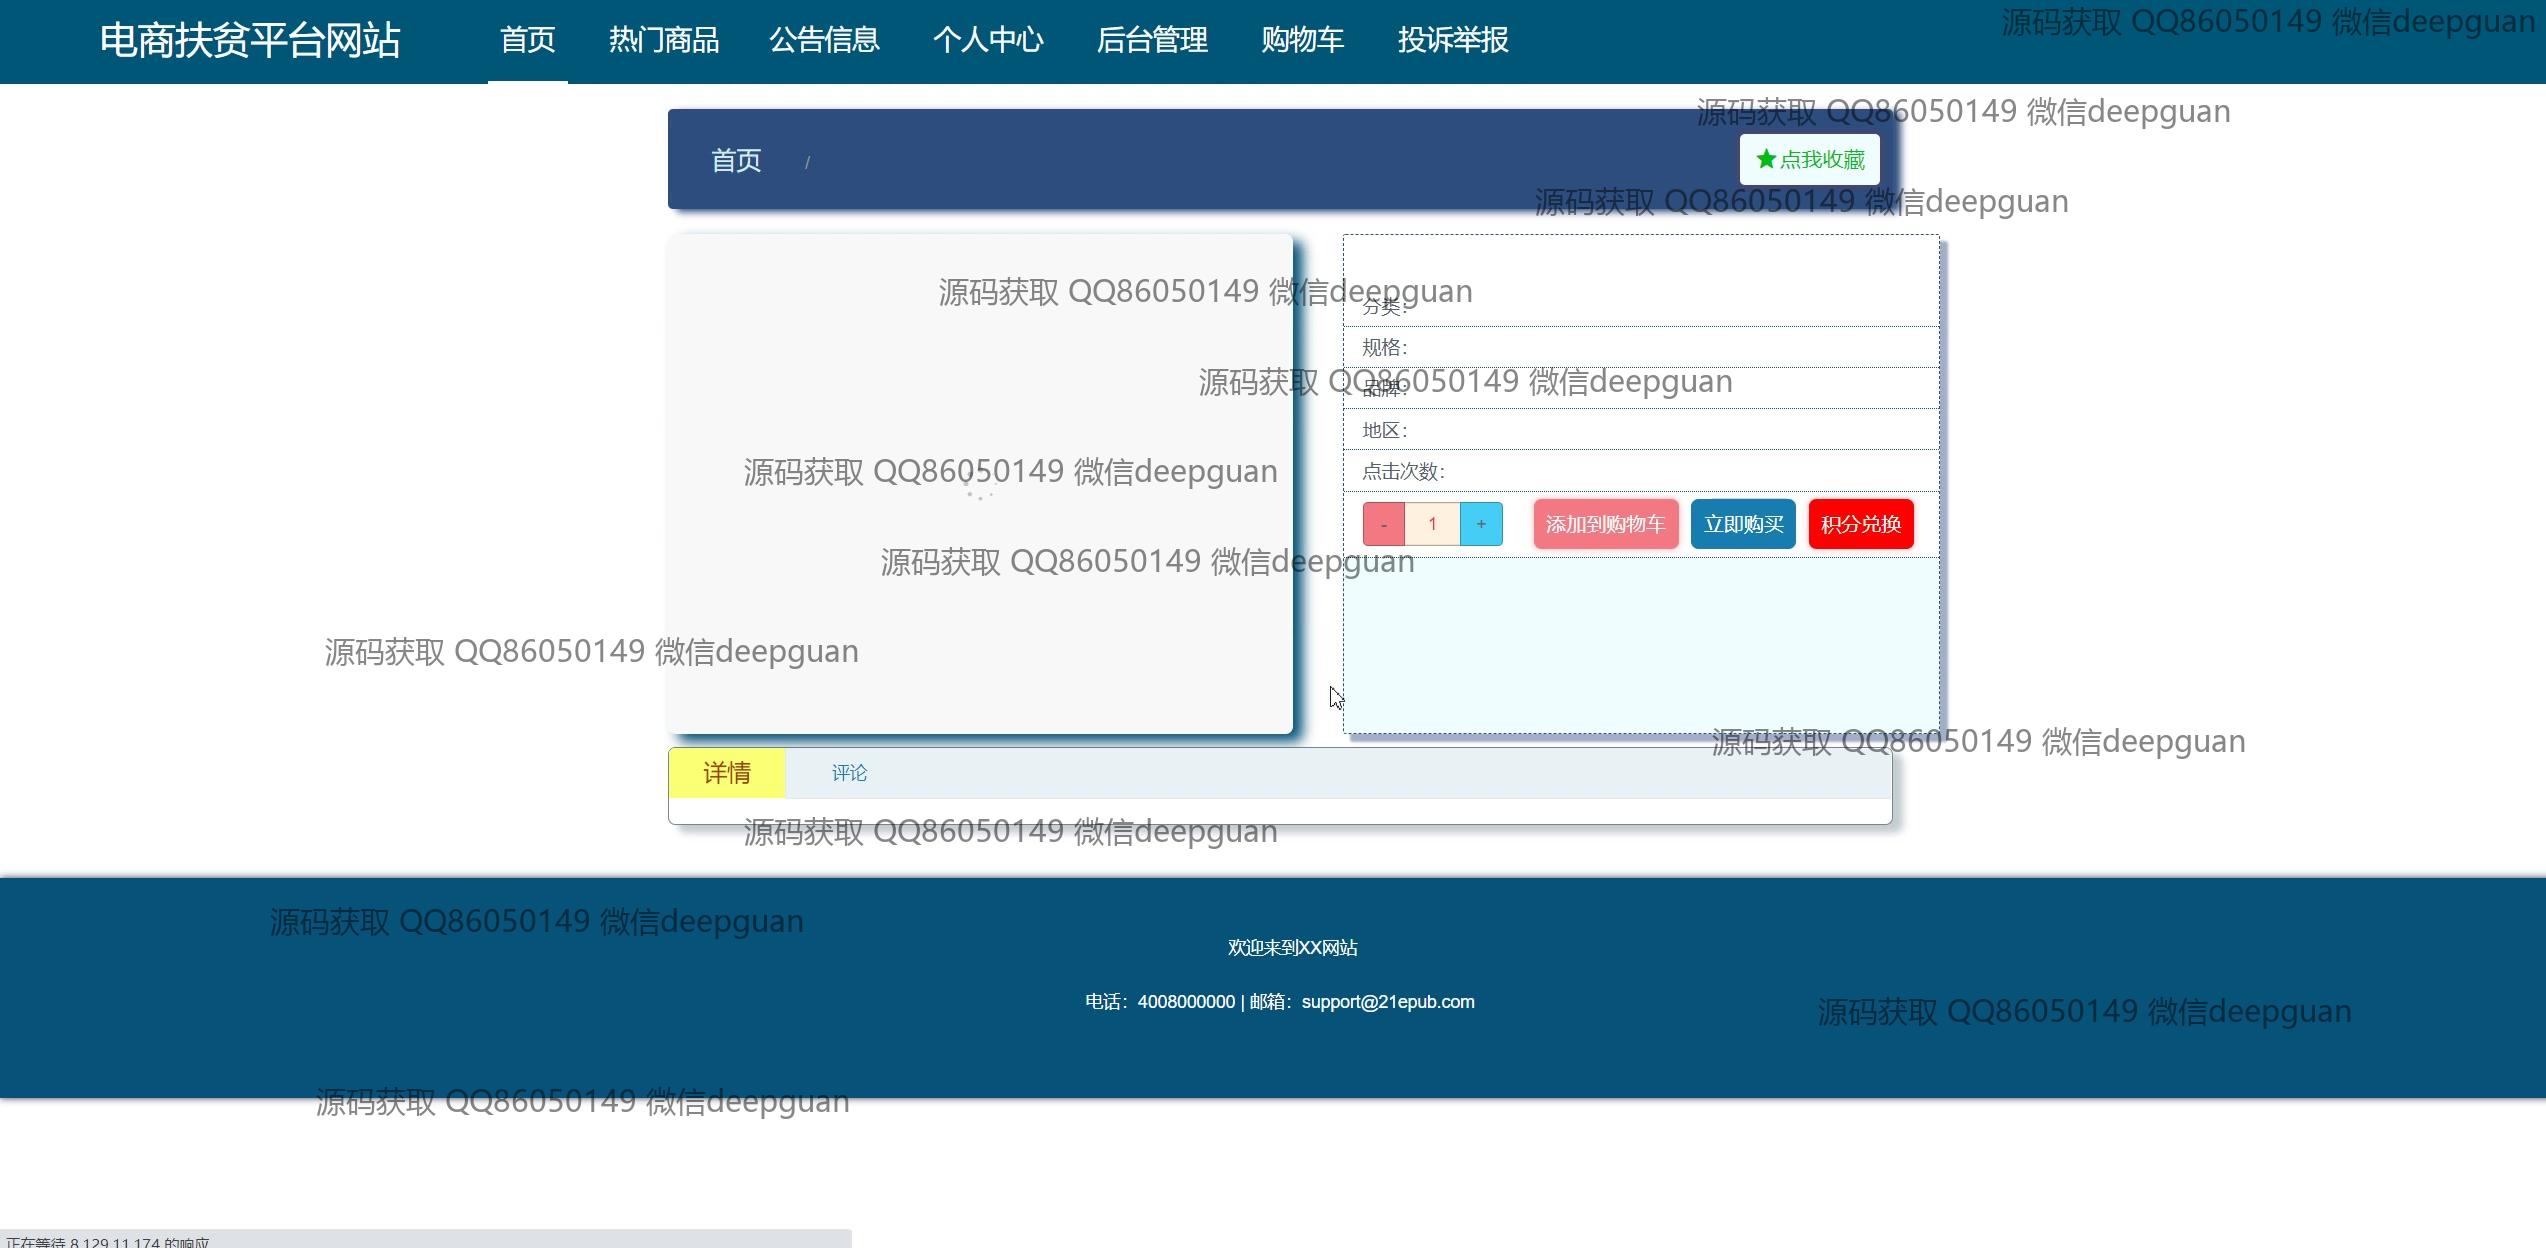 电商扶贫平台网站 首页 热门商品 公告信息 个人中心 后台管理 购物车 投诉举报
源码获取 QQ86050149 微信deepguan
源码获取 QQ86050149 微信deepguan
首页 /
点我收藏
源码获取 QQ86050149 微信deepguan
源码获取 QQ86050149 微信deepguan
分类：
规格：
源码获取 QQ86050149 微信deepguan
品牌：
地区：
源码获取 QQ86050149 微信deepguan
点击次数：
- 1 + 添加到购物车 立即购买 积分兑换
源码获取 QQ86050149 微信deepguan
源码获取 QQ86050149 微信deepguan
源码获取 QQ86050149 微信deepguan
详情 评论
源码获取 QQ86050149 微信deepguan
源码获取 QQ86050149 微信deepguan
欢迎来到XX网站
电话：4008000000 | 邮箱：support@21epub.com
源码获取 QQ86050149 微信deepguan
源码获取 QQ86050149 微信deepguan
正在等待 8.129.11.174 的响应